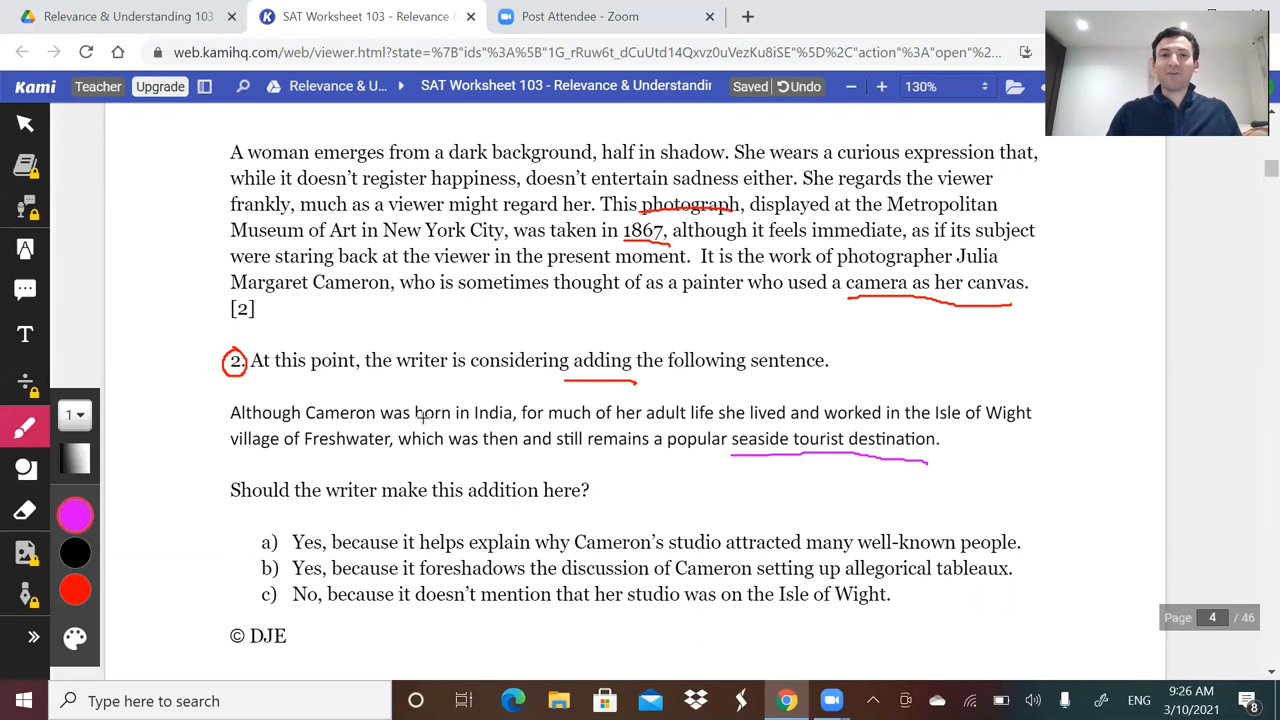 Relevance & Understanding 103
SAT Worksheet 103 - Relevance &
Post Attendee - Zoom
web.kamihq.com/web/viewer.html?state=%7B"ids"%3A%5B"1G_rRuw6t_dCuUtd14Qxvz0uVezKu8iSE"%5D%2C"action"%3A"open"%2...
Kami Teacher Upgrade Relevance & U... SAT Worksheet 103 - Relevance & Understandin Saved Undo 130%
A woman emerges from a dark background, half in shadow. She wears a curious expression that,
while it doesn't register happiness, doesn't entertain sadness either. She regards the viewer
frankly, much as a viewer might regard her. This photograph, displayed at the Metropolitan
Museum of Art in New York City, was taken in 1867, although it feels immediate, as if its subject
were staring back at the viewer in the present moment. It is the work of photographer Julia
Margaret Cameron, who is sometimes thought of as a painter who used a camera as her canvas.
[2]
2. At this point, the writer is considering adding the following sentence.
Although Cameron was born in India, for much of her adult life she lived and worked in the Isle of Wight
village of Freshwater, which was then and still remains a popular seaside tourist destination.
Should the writer make this addition here?
a) Yes, because it helps explain why Cameron's studio attracted many well-known people.
b) Yes, because it foreshadows the discussion of Cameron setting up allegorical tableaux.
c) No, because it doesn't mention that her studio was on the Isle of Wight.
© DJE
1
Page 4 / 46
Type here to search
ENG
9:26 AM
3/10/2021
8